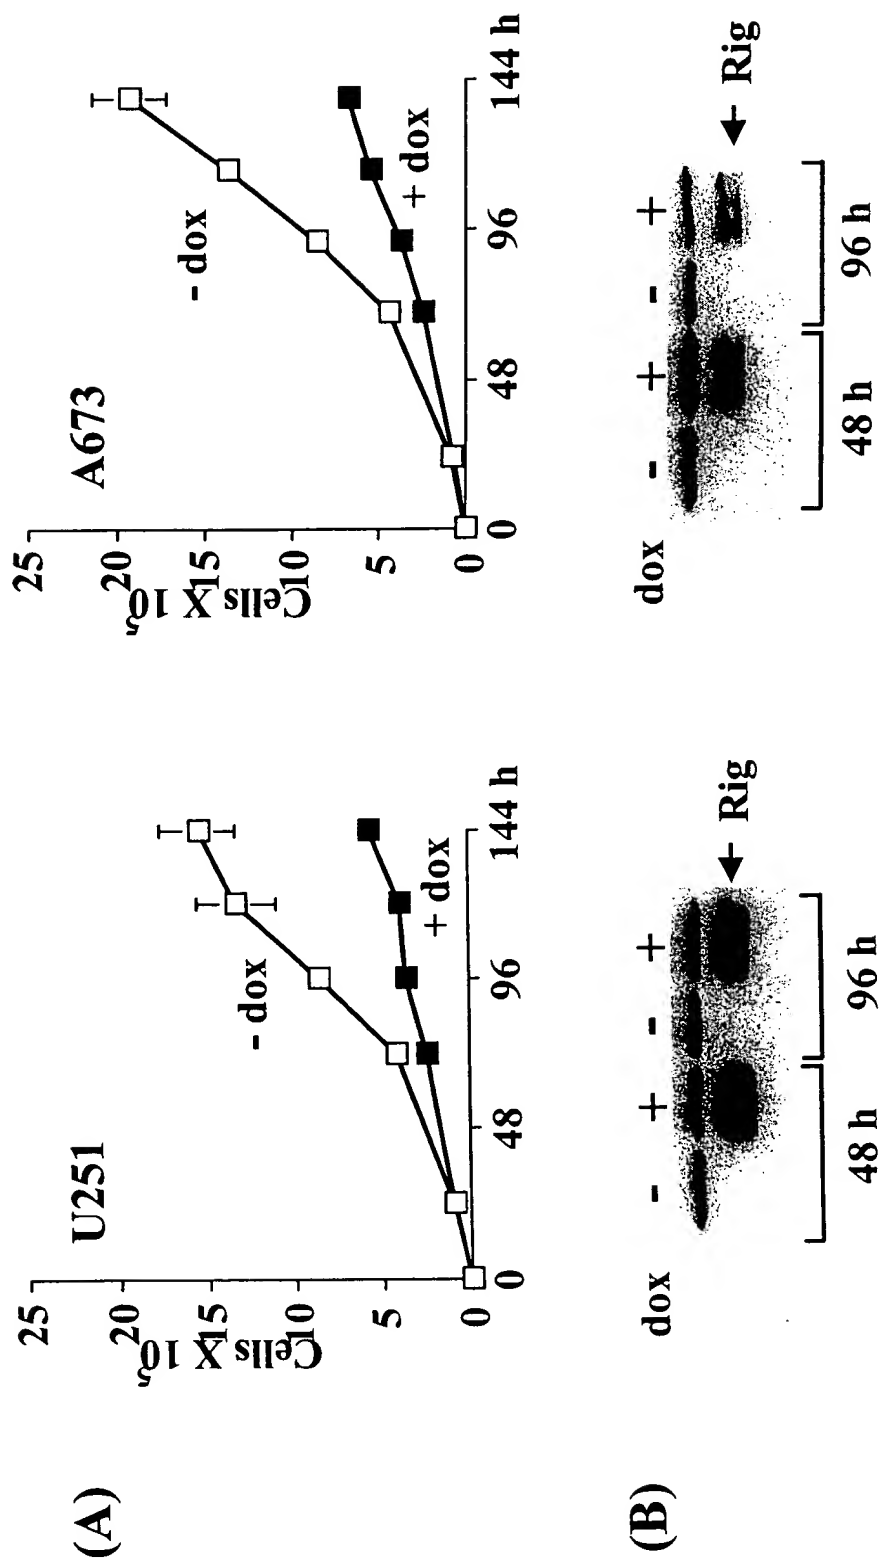 (A)
U251
25
20
15
10
5
0
Cells X 10⁵
- dox
+ dox
0 48 96 144 h
A673
25
20
15
10
5
0
Cells X 10⁵
- dox
+ dox
0 48 96 144 h
(B)
dox - + - +
← Rig
48 h 96 h
dox - + - +
← Rig
48 h 96 h